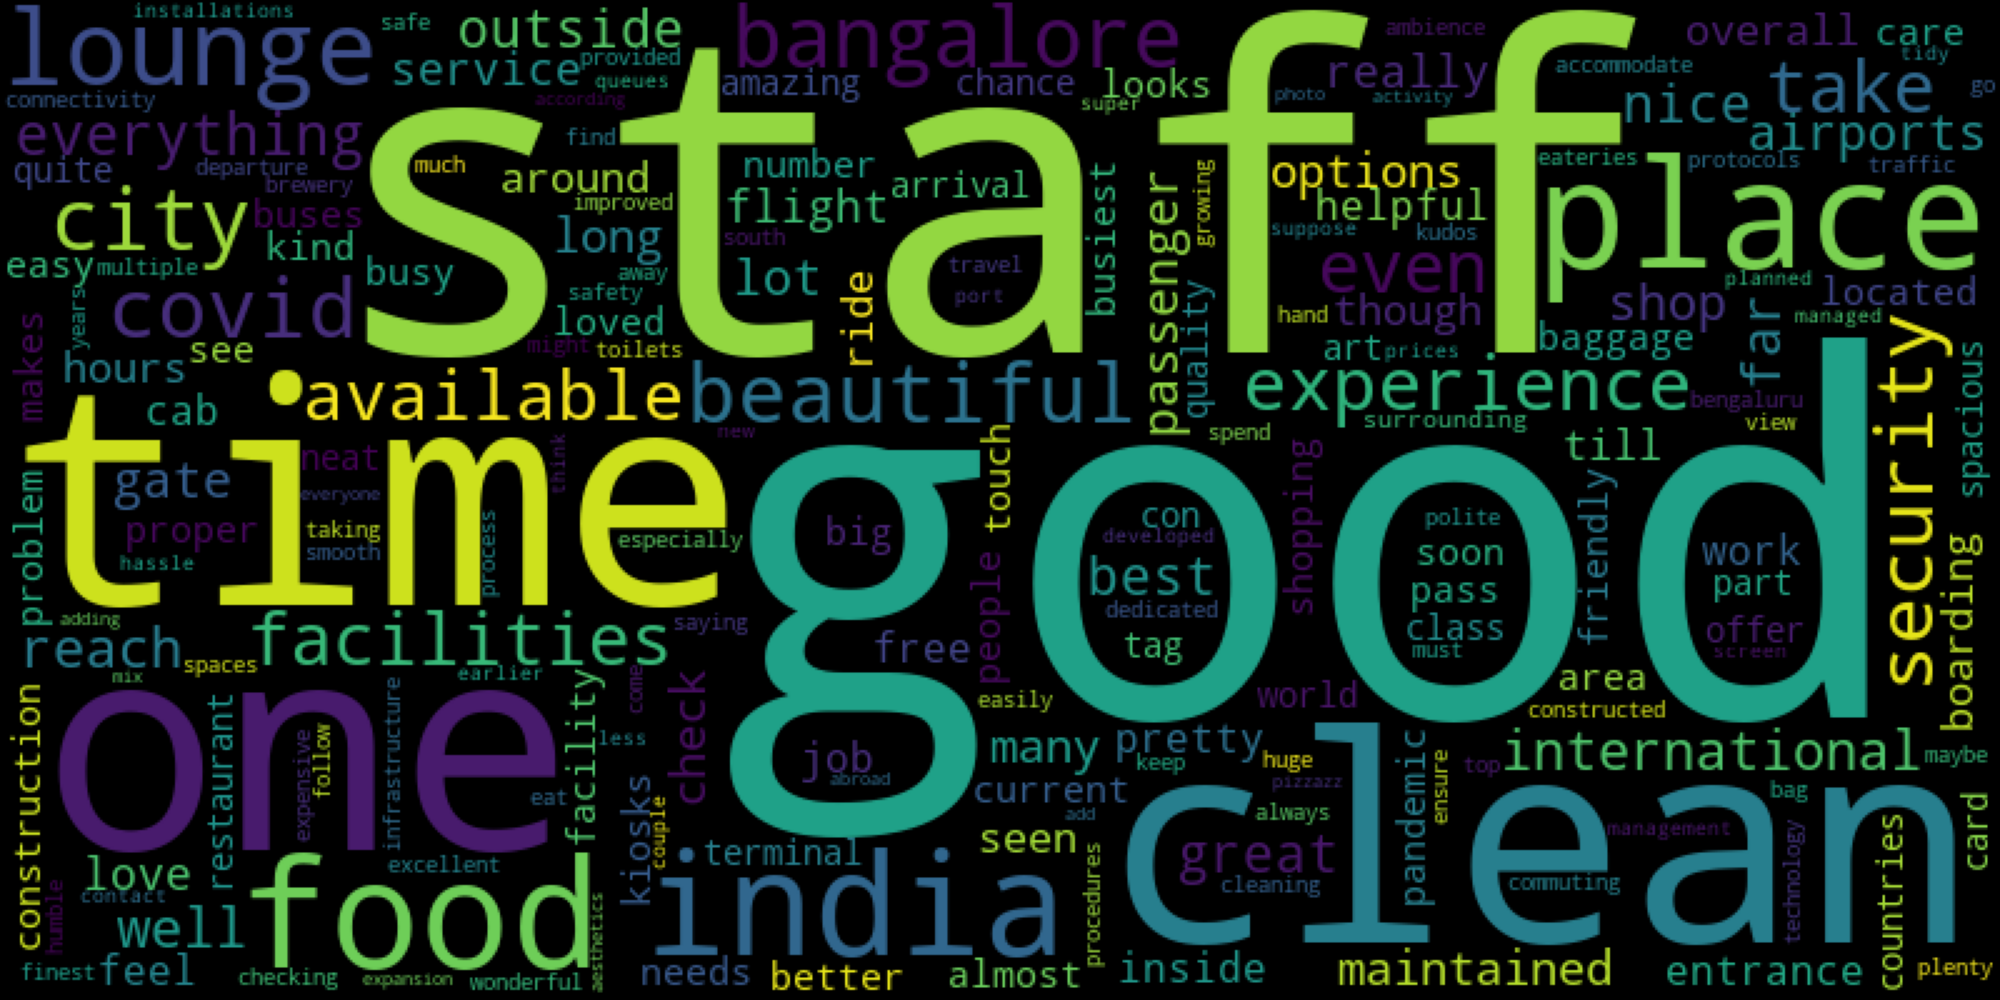 installations
safe
outside
bangalore
ambience
overall
care
lounge
service
provided
queues
amazing
chance
looks
super
really
accommodate
tidy
take
go
connectivity
according
photo
activity
nice
airports
everything
staff
find
quite
departure
brewery
much
around
improved
number
flight
arrival
busiest
passenger
growing
options
helpful
eateries
protocols
traffic
place
city
buses
kind
long
south
lot
travel
port
suppose
kudos
easy
multiple
busy
away
safety
ride
even
planned
located
covid
years
loved
quality
hand
though
shop
far
managed
makes
hours
see
might
toilets
art
prices
baggage
security
spacious
cab
available
beautiful
experience
bengaluru
view
surrounding
new
spend
till
time
gate
neat
everyone
think
touch
shopping
friendly
good
problem
proper
taking
smooth
process
especially
hassle
big
con
developed
best
dedicated
tag
polite
soon
pass
class
must
work
part
offer
screen
boarding
adding
reach
spaces
facilities
saying
free
people
mix
earlier
easily
world
area
constructed
construction
one
restaurant
expensive
follow
infrastructure
facility
come
less
check
job
abroad
many
pretty
keep
huge
pizzazz
pandemic
ensure
top
international
maybe
eat
kiosks
couple
current
add
always
clean
bag
management
technology
countries
card
love
contact
excellent
terminal
seen
great
cleaning
commuting
humble
well
food
aesthetics
india
procedures
finest
feel
checking
expansion
wonderful
needs
better
almost
inside
maintained
entrance
plenty